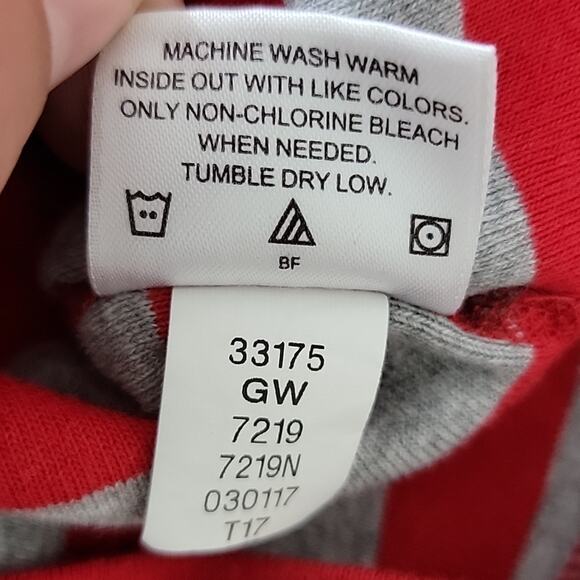 MACHINE WASH WARM
INSIDE OUT WITH LIKE COLORS.
ONLY NON-CHLORINE BLEACH
WHEN NEEDED.
TUMBLE DRY LOW.
BF
33175
GW
7219
7219N
030117
T17